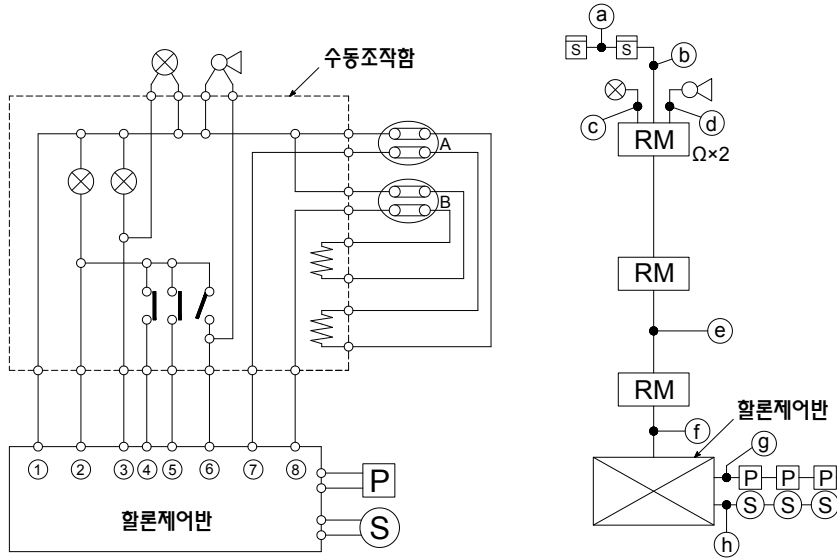 수동조작함
A
B
① ② ③ ④ ⑤ ⑥ ⑦ ⑧
할론제어반
P
S
ⓐ
S S
ⓑ
ⓒ ⓓ
RM
Ω×2
RM
ⓔ
RM
할론제어반
ⓕ
ⓖ
P P P
S S S
ⓗ